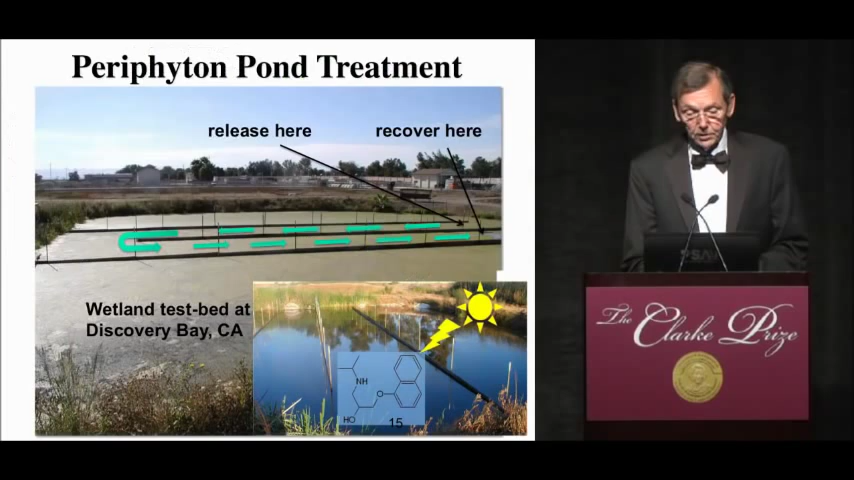 Periphyton Pond Treatment
release here
recover here
Wetland test-bed at
Discovery Bay, CA
NH
O
HO
15
The Clarke Prize